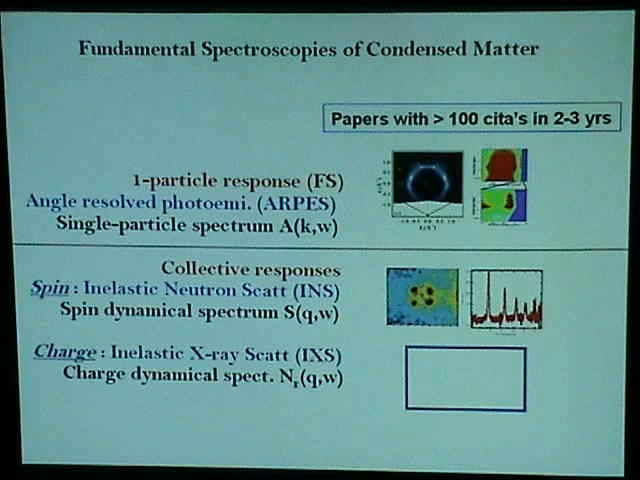 Fundamental Spectroscopies of Condensed Matter
Papers with > 100 cita's in 2-3 yrs
1-particle response (FS)
Angle resolved photoemi. (ARPES)
Single-particle spectrum A(k,w)
Collective responses
Spin : Inelastic Neutron Scatt (INS)
Spin dynamical spectrum S(q,w)
Charge : Inelastic X-ray Scatt (IXS)
Charge dynamical spect. Nr(q,w)